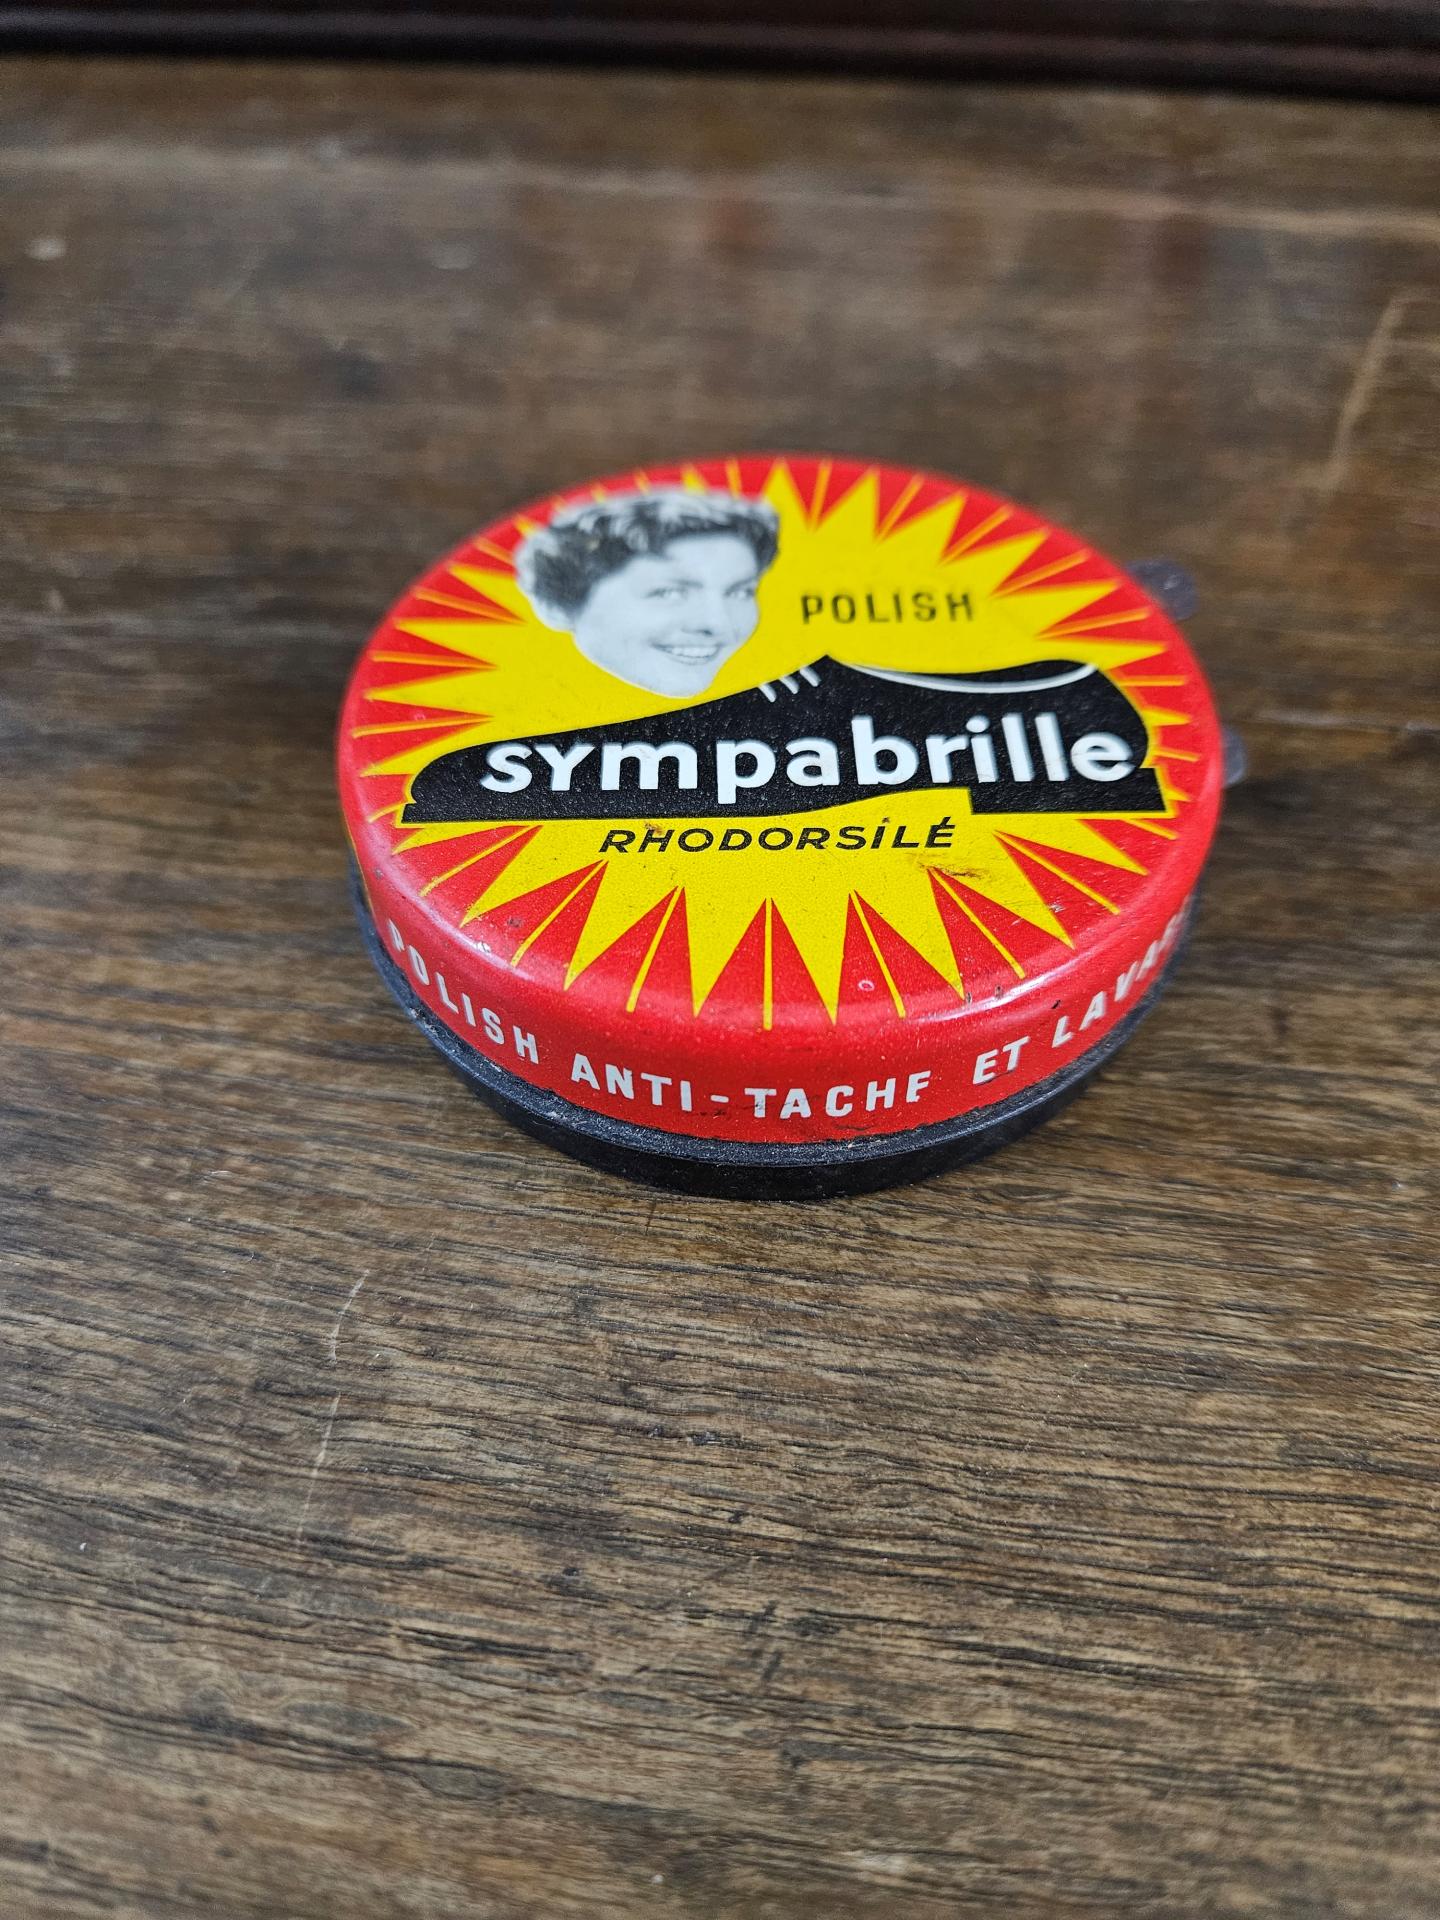 POLISH
sympabrille
RHODORSILÉ
POLISH ANTI-TACHE ET